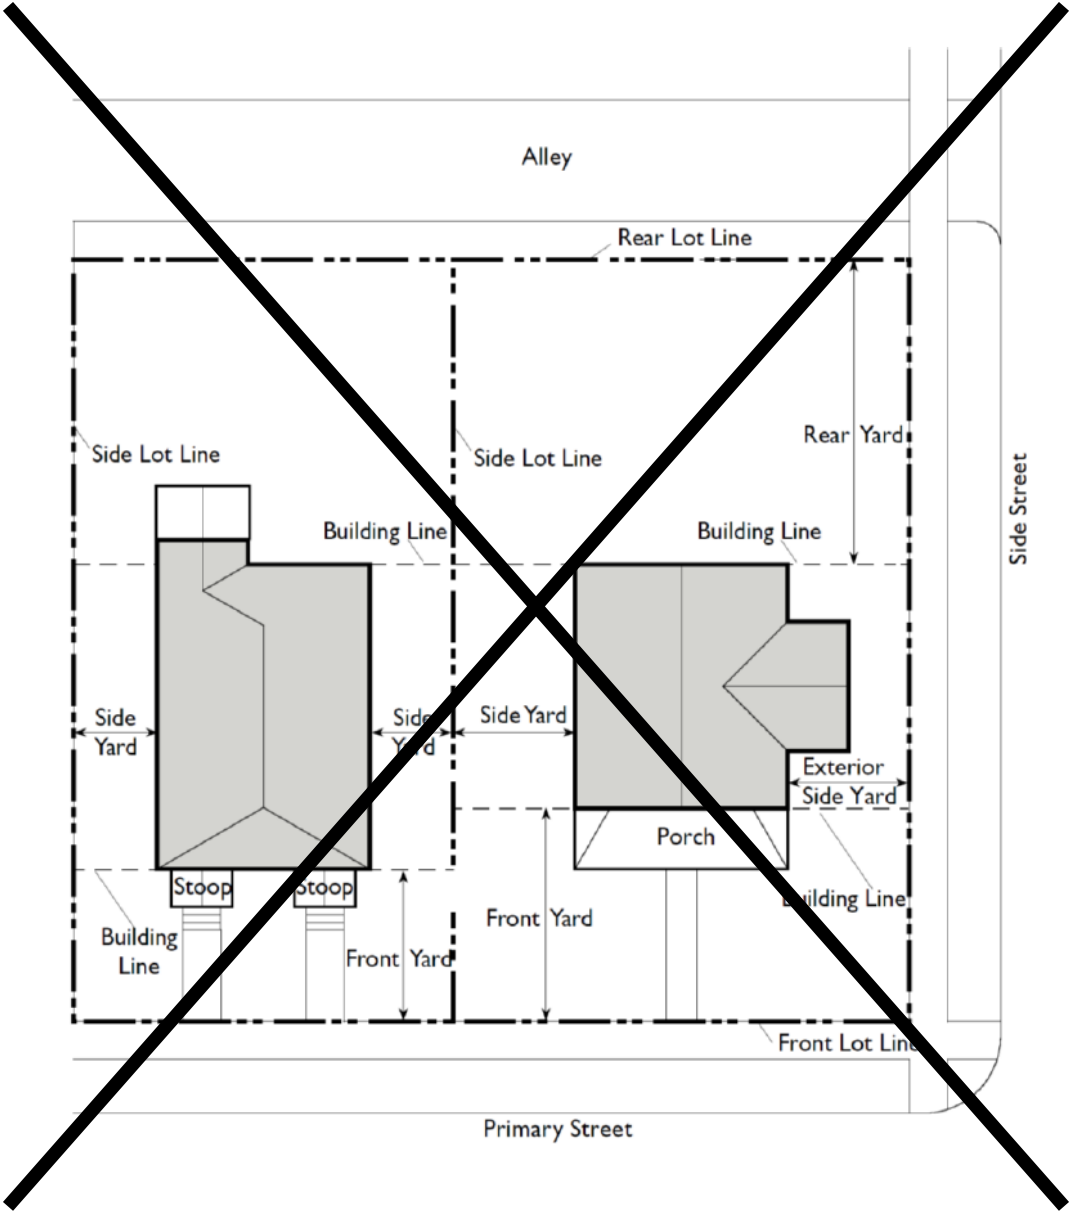 Alley
Rear Lot Line
Rear Yard
Side Lot Line
Side Lot Line
Side Street
Building Line
Building Line
Side
Yard
Side
Yard
Side Yard
Exterior
Side Yard
Porch
Stoop
Stoop
Building Line
Front Yard
Building
Line
Front Yard
Front Lot Line
Primary Street